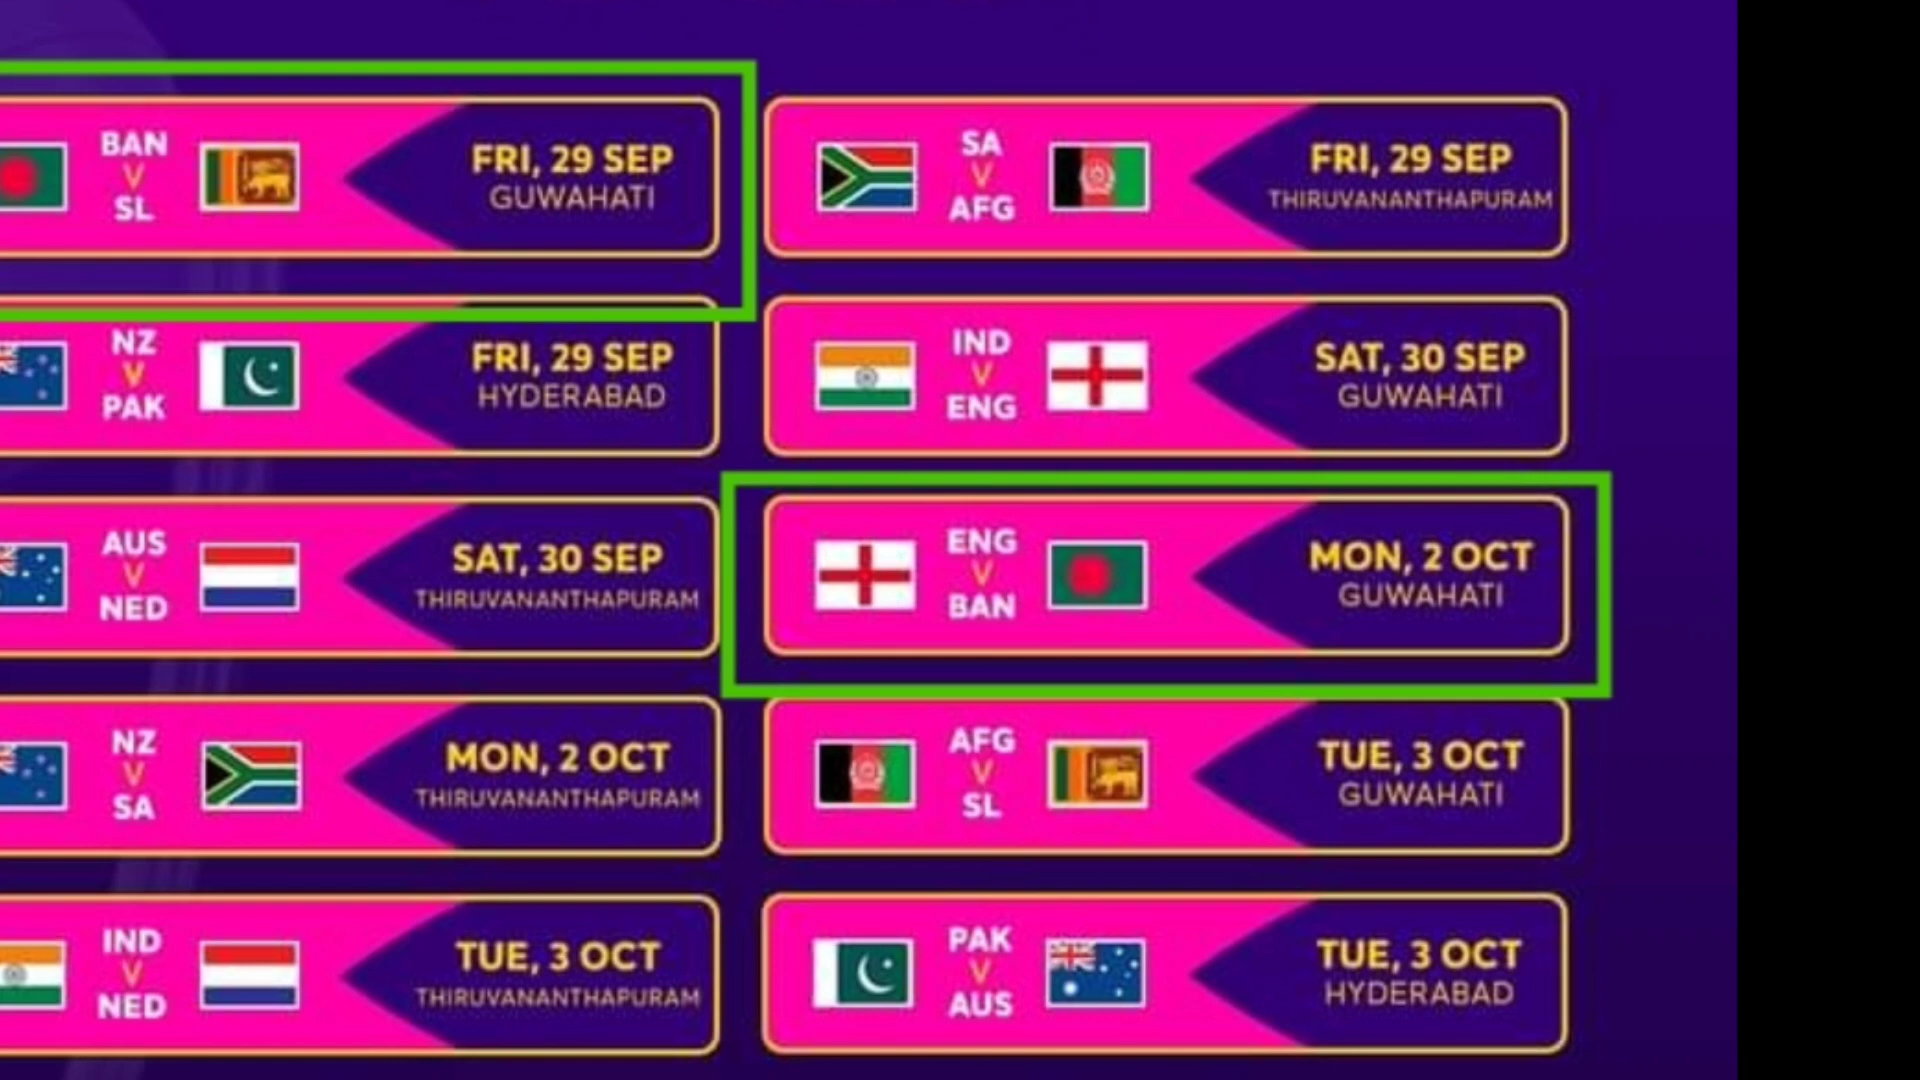 BAN
V
SL
FRI, 29 SEP
GUWAHATI
SA
V
AFG
FRI, 29 SEP
THIRUVANANTHAPURAM
NZ
V
PAK
FRI, 29 SEP
HYDERABAD
IND
V
ENG
SAT, 30 SEP
GUWAHATI
AUS
V
NED
SAT, 30 SEP
THIRUVANANTHAPURAM
ENG
V
BAN
MON, 2 OCT
GUWAHATI
NZ
V
SA
MON, 2 OCT
THIRUVANANTHAPURAM
AFG
V
SL
TUE, 3 OCT
GUWAHATI
IND
V
NED
TUE, 3 OCT
THIRUVANANTHAPURAM
PAK
V
AUS
TUE, 3 OCT
HYDERABAD